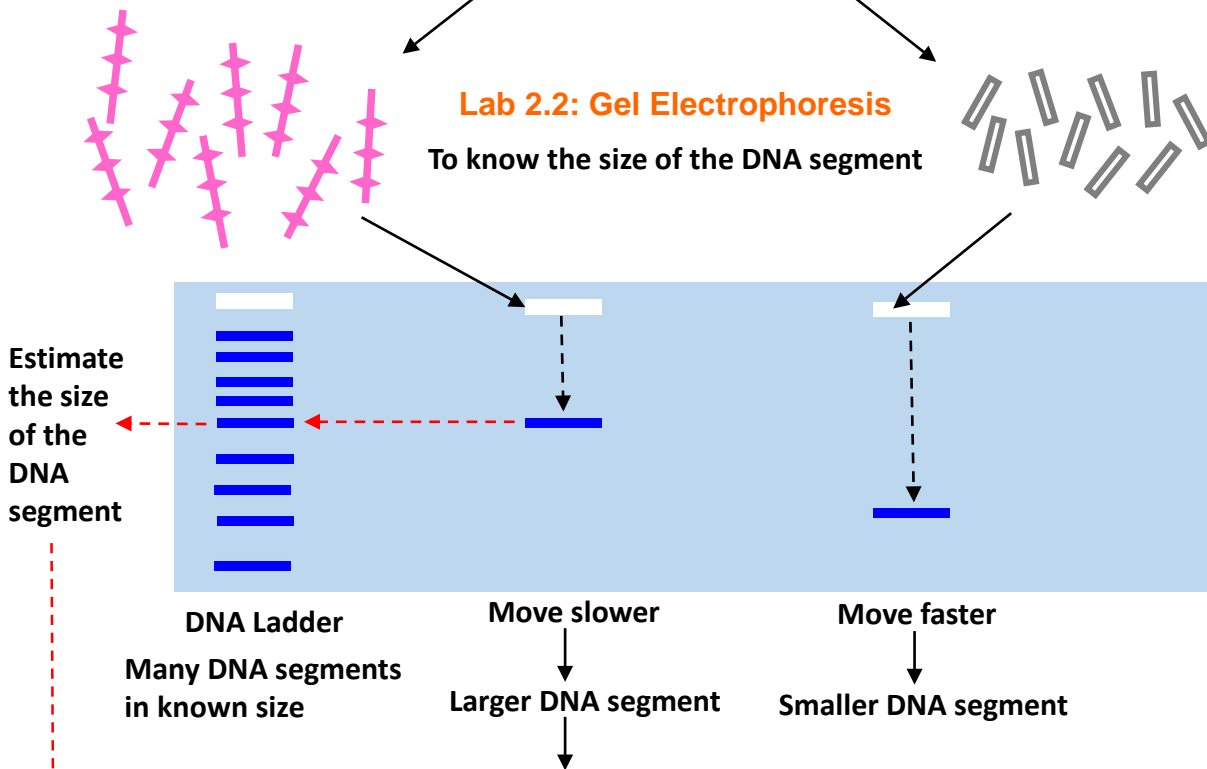 Lab 2.2: Gel Electrophoresis
To know the size of the DNA segment
Estimate
the size
of the
DNA
segment
DNA Ladder
Many DNA segments
in known size
Move slower
Larger DNA segment
Move faster
Smaller DNA segment